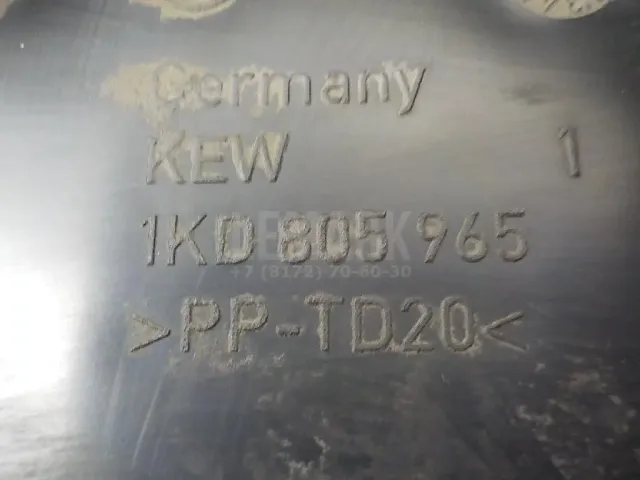 Germany
KEW 1
1KD 805 965
+7 (8172) 70-60-30
>PP-TD20<